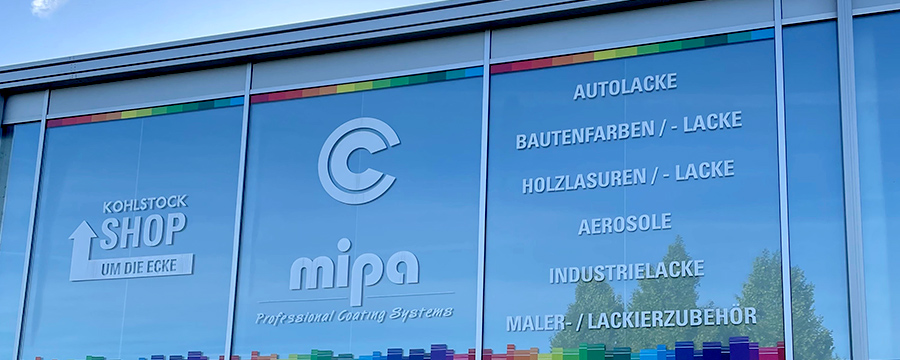 KOHLSTOCK
SHOP
UM DIE ECKE
mipa
Professional Coating Systems
AUTOLACKE
BAUTENFARBEN / - LACKE
HOLZLASUREN / - LACKE
AEROSOLE
INDUSTRIELACKE
MALER- / LACKIERZUBEHÖR